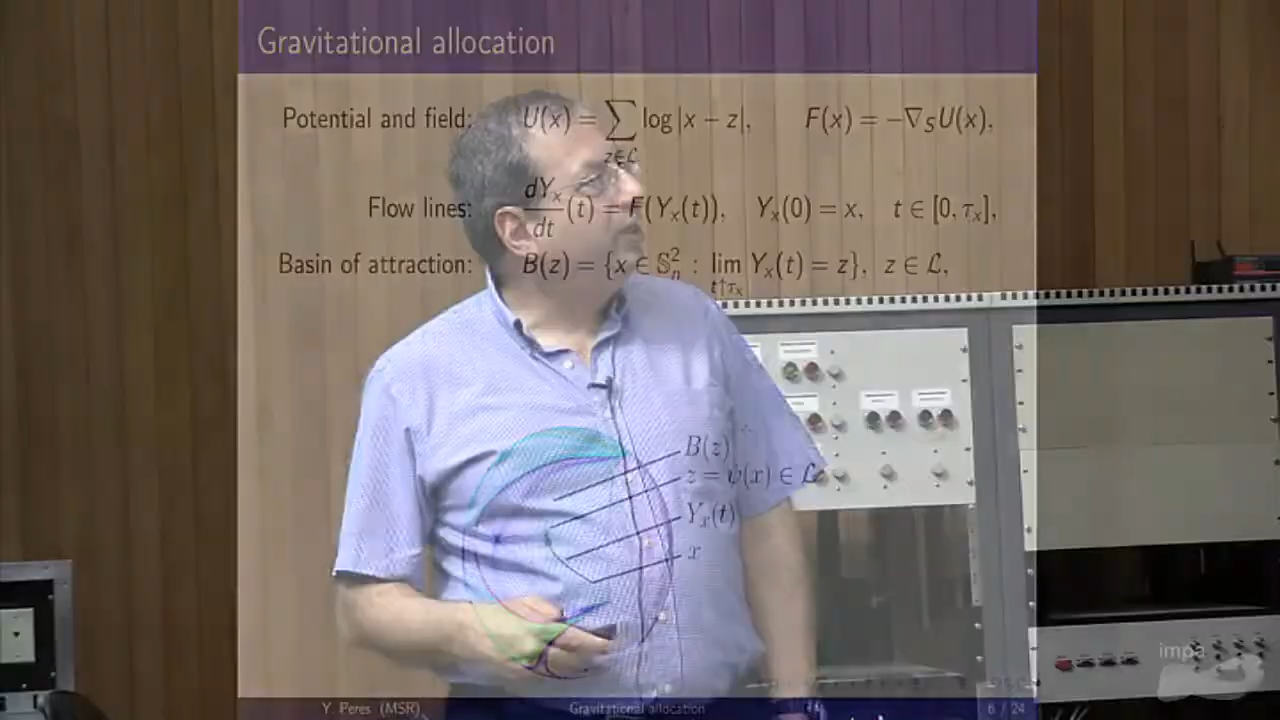 Gravitational allocation
Potential and field: U(x) = ∑_{z∈ℒ} log|x − z|, F(x) = −∇_S U(x).
Flow lines: dY_x/dt (t) = F(Y_x(t)), Y_x(0) = x, t ∈ [0, τ_x],
Basin of attraction: B(z) = {x ∈ 𝕊²_n : lim_{t↑τ_x} Y_x(t) = z}, z ∈ ℒ,
B(z)
z = ψ(x) ∈ ℒ
Y_x(t)
x
impa
Y. Peres (MSR) Gravitational allocation 6 / 24